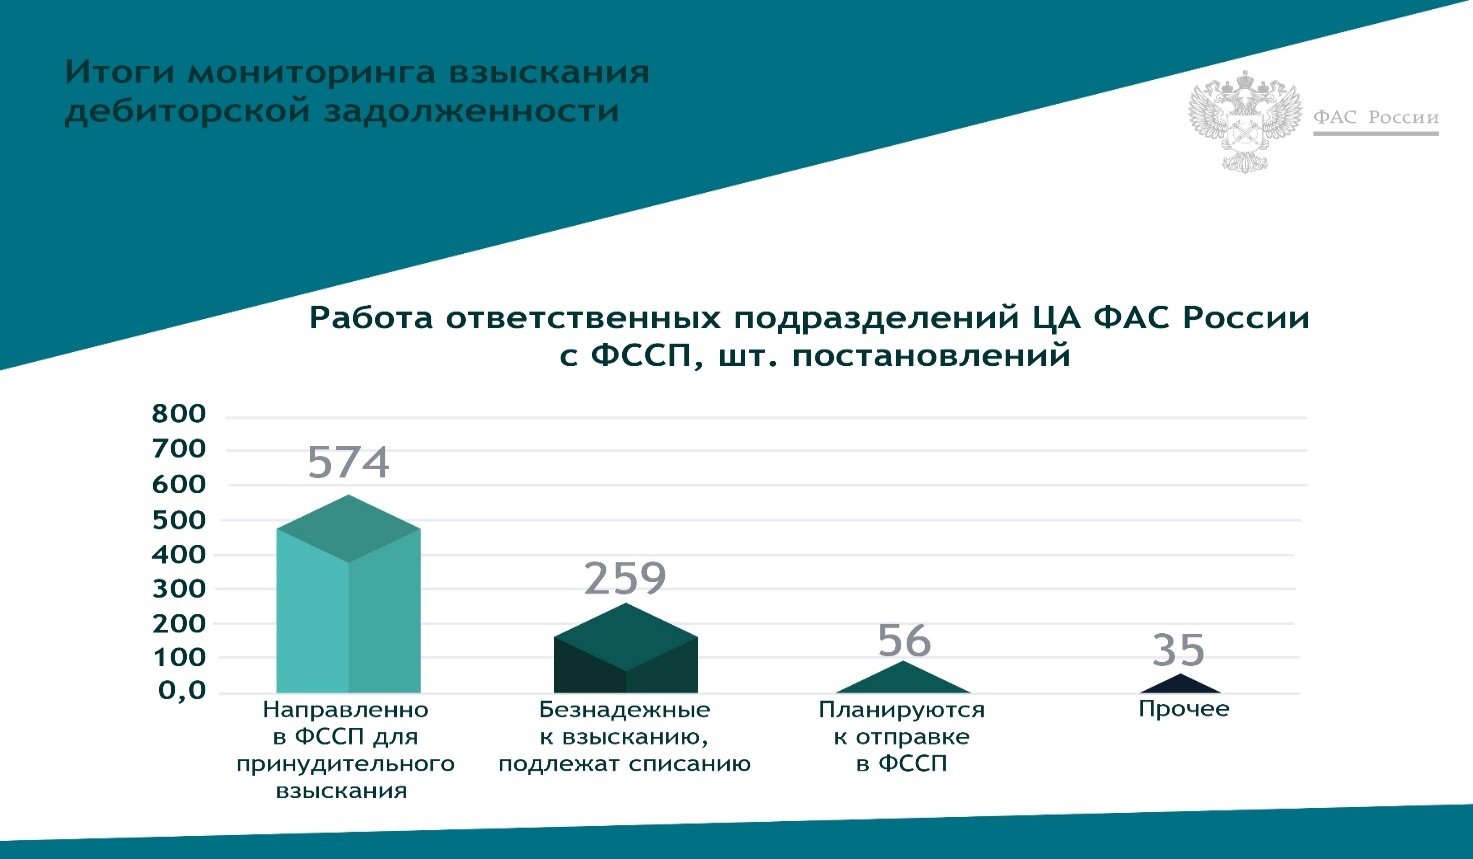 Итоги мониторинга взыскания
дебиторской задолженности
ФАС России
Работа ответственных подразделений ЦА ФАС России
с ФССП, шт. постановлений
800
700
600
500
400
300
200
100
0,0
574
259
56
35
Направленно
в ФССП для
принудительного
взыскания
Безнадежные
к взысканию,
подлежат списанию
Планируются
к отправке
в ФССП
Прочее